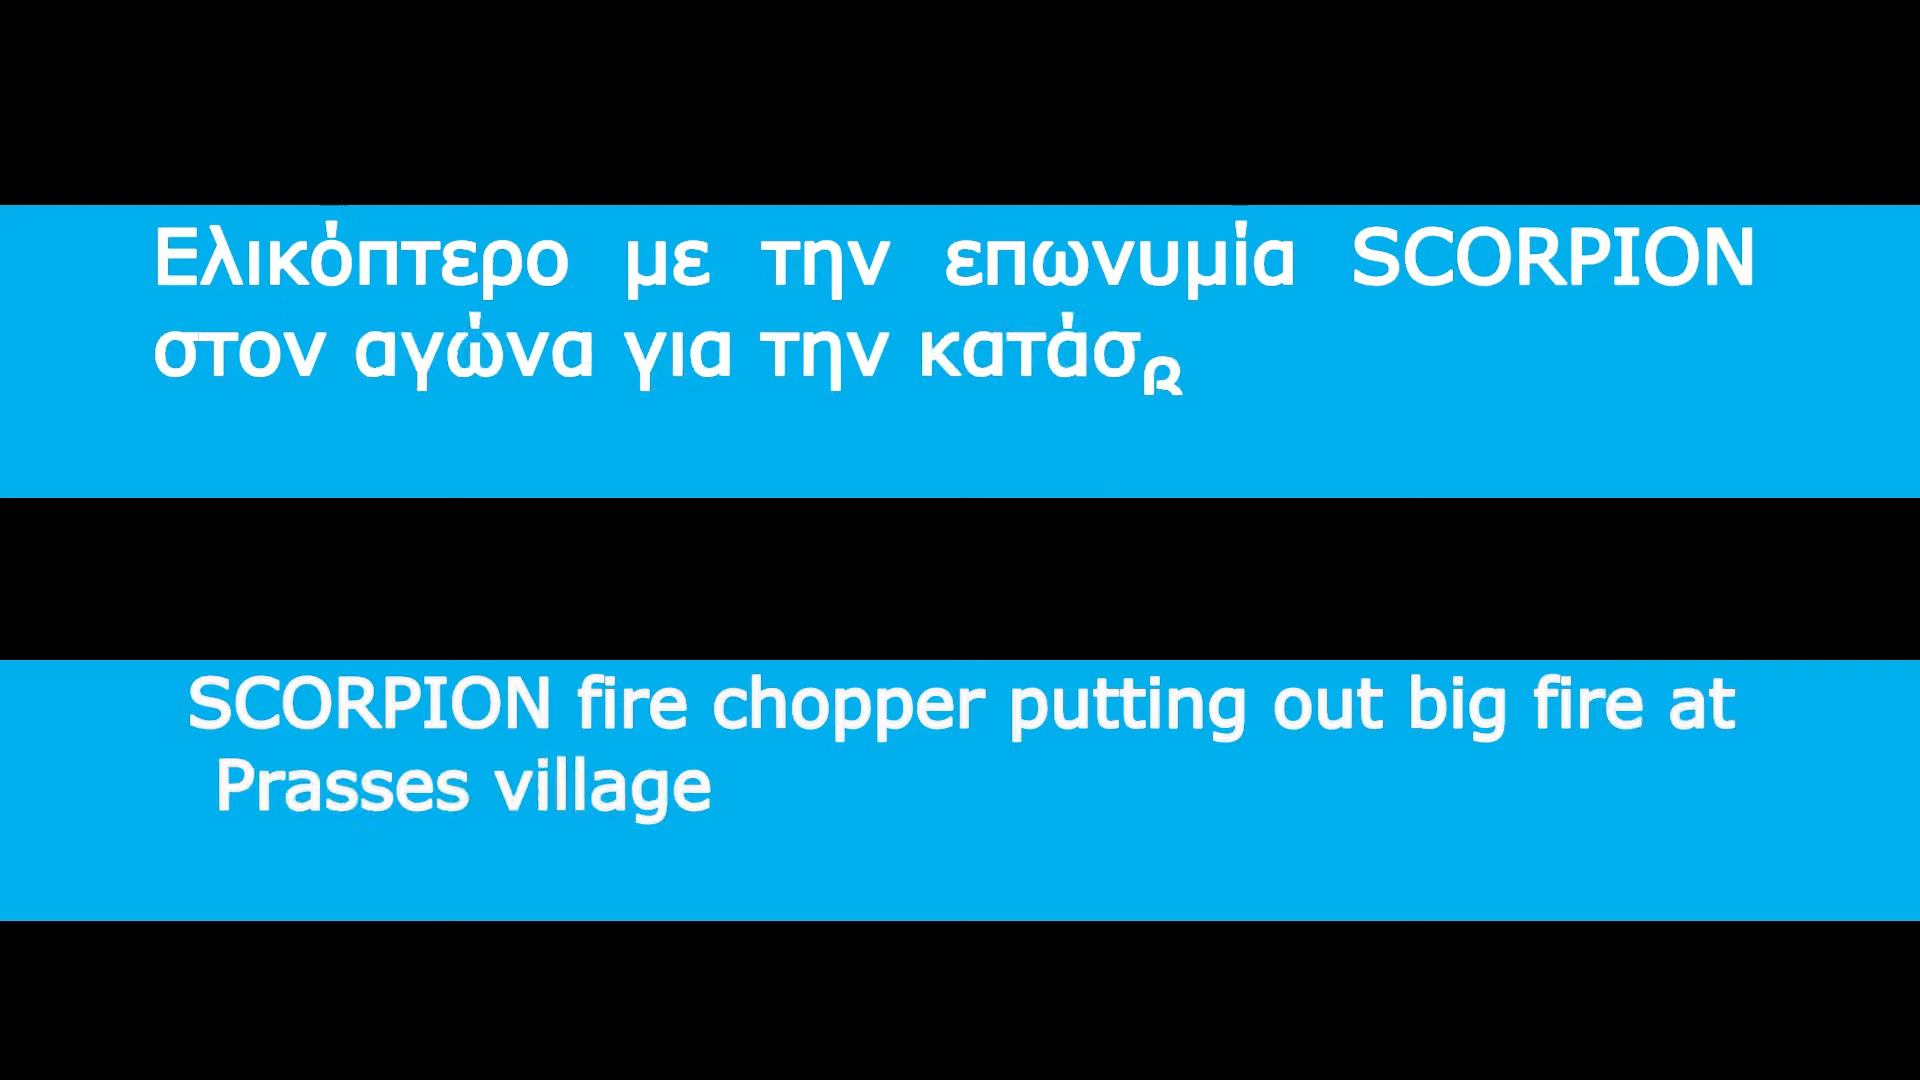 Ελικόπτερο με την επωνυμία SCORPION
στον αγώνα για την
SCORPION fire chopper putting out big fire at
Prasses village